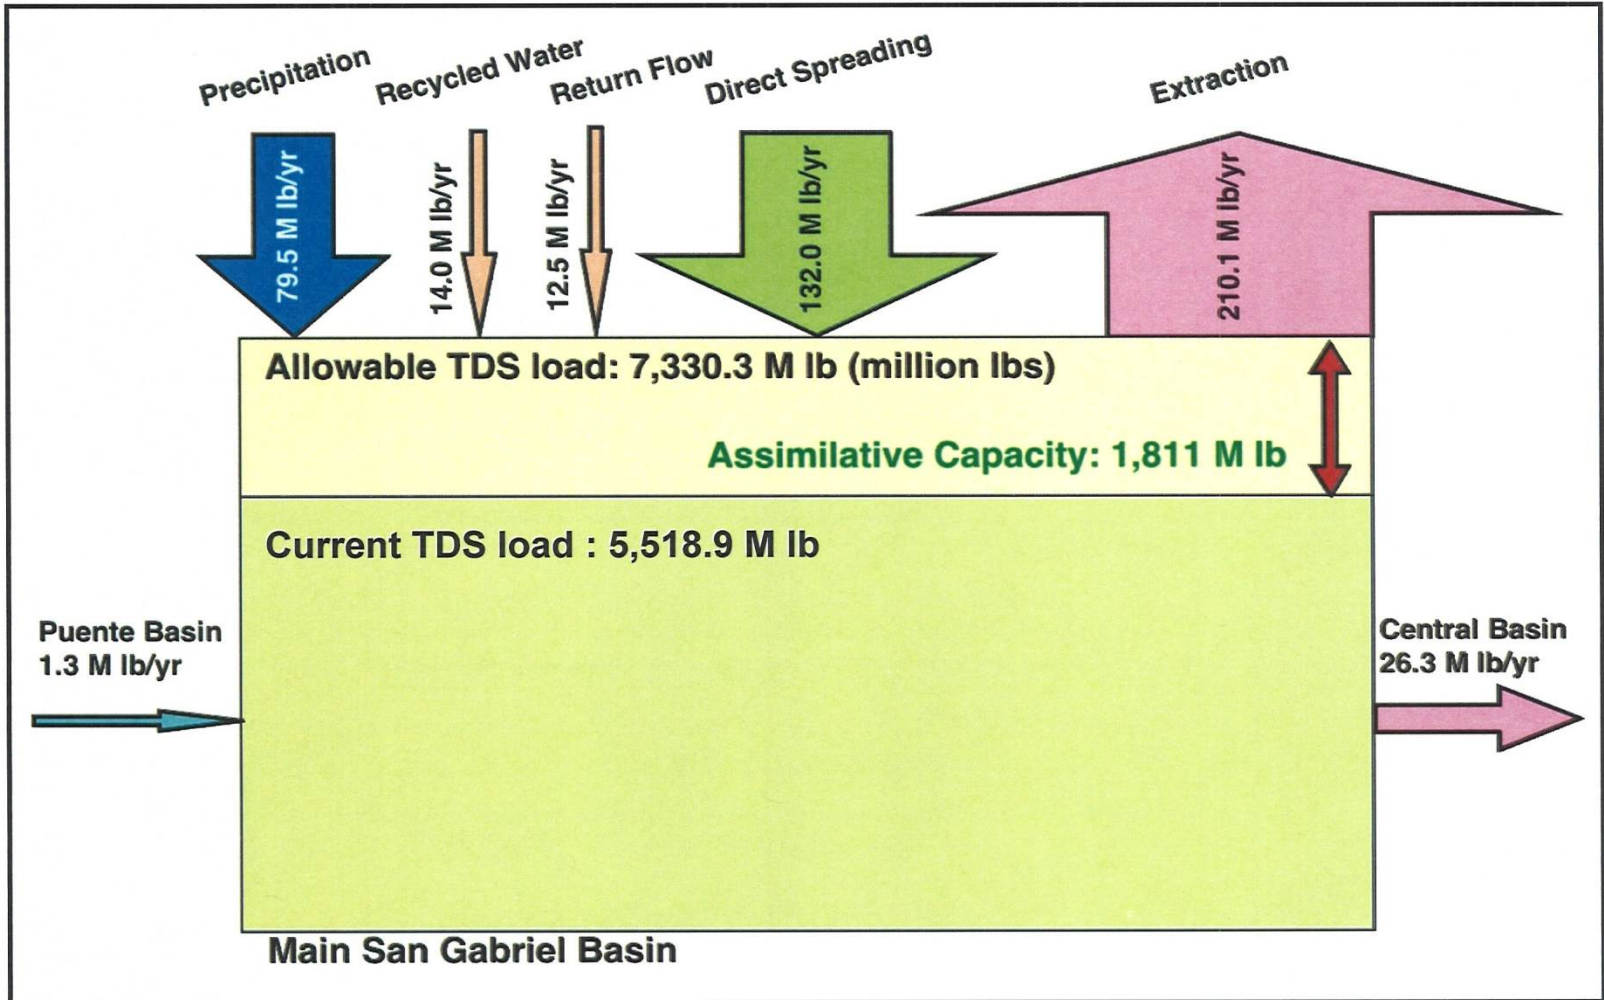 Precipitation
Recycled Water
Return Flow
Direct Spreading
Extraction
79.5 M lb/yr
14.0 M lb/yr
12.5 M lb/yr
132.0 M lb/yr
210.1 M lb/yr
Allowable TDS load: 7,330.3 M lb (million lbs)
Assimilative Capacity: 1,811 M lb
Current TDS load : 5,518.9 M lb
Puente Basin
1.3 M lb/yr
Central Basin
26.3 M lb/yr
Main San Gabriel Basin